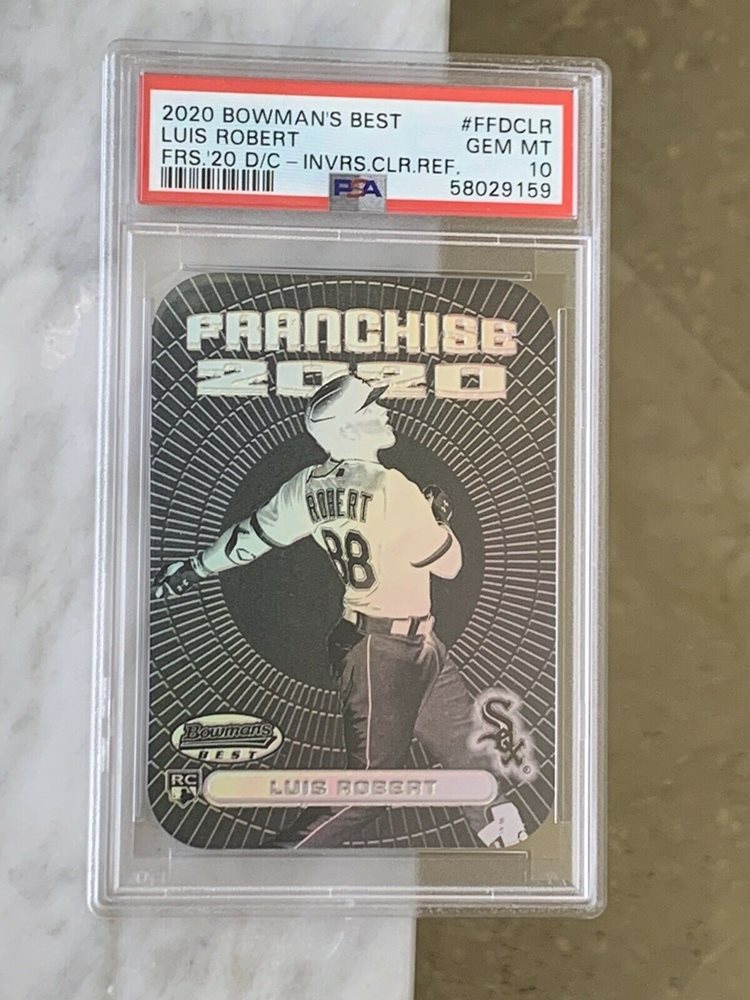 2020 BOWMAN'S BEST #FFDCLR
LUIS ROBERT GEM MT
FRS.'20 D/C - INVRS.CLR.REF. 10
PSA 58029159
FRANCHISE
2020
ROBERT
88
Bowman's
BEST
Sox
RC
LUIS ROBERT